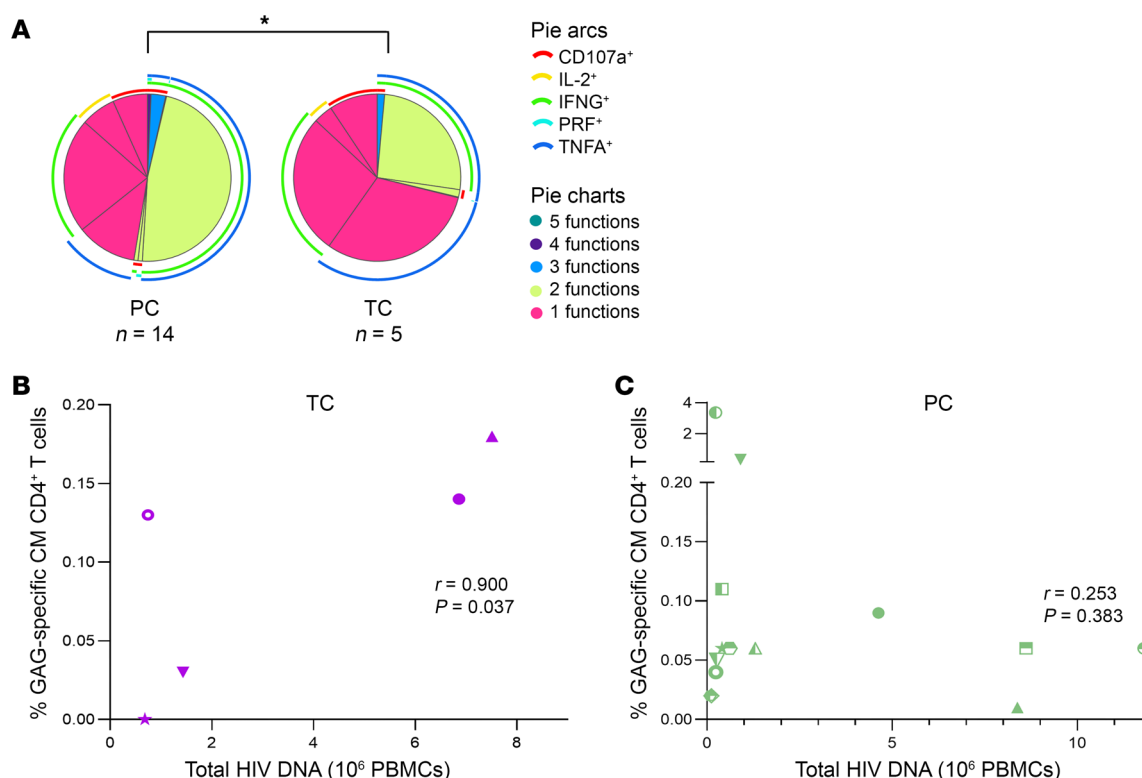 A
*
PC
n = 14
TC
n = 5
Pie arcs
CD107a⁺
IL-2⁺
IFNG⁺
PRF⁺
TNFA⁺
Pie charts
5 functions
4 functions
3 functions
2 functions
1 functions
B
TC
% GAG-specific CM CD4⁺ T cells
0.20
0.15
0.10
0.05
0.00
r = 0.900
P = 0.037
0
2
4
6
8
Total HIV DNA (10⁶ PBMCs)
C
PC
% GAG-specific CM CD4⁺ T cells
4
2
0.20
0.15
0.10
0.05
0.00
r = 0.253
P = 0.383
0
5
10
Total HIV DNA (10⁶ PBMCs)